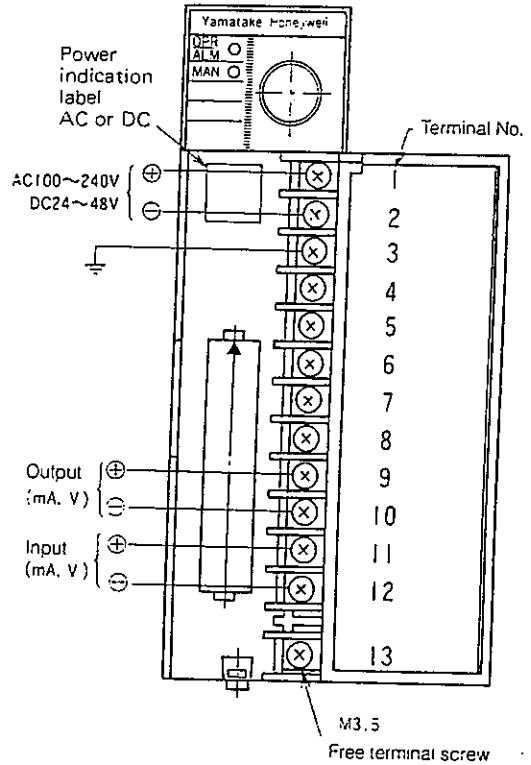 Yamatake Honeywell
OPR
ALM
MAN
Power
indication
label
AC or DC
Terminal No.
AC100~240V ⊕
DC24~48V ⊖
1
2
3
4
5
6
7
8
9
10
11
12
13
Output ⊕
(mA, V) ⊖
Input ⊕
(mA, V) ⊖
M3.5
Free terminal screw